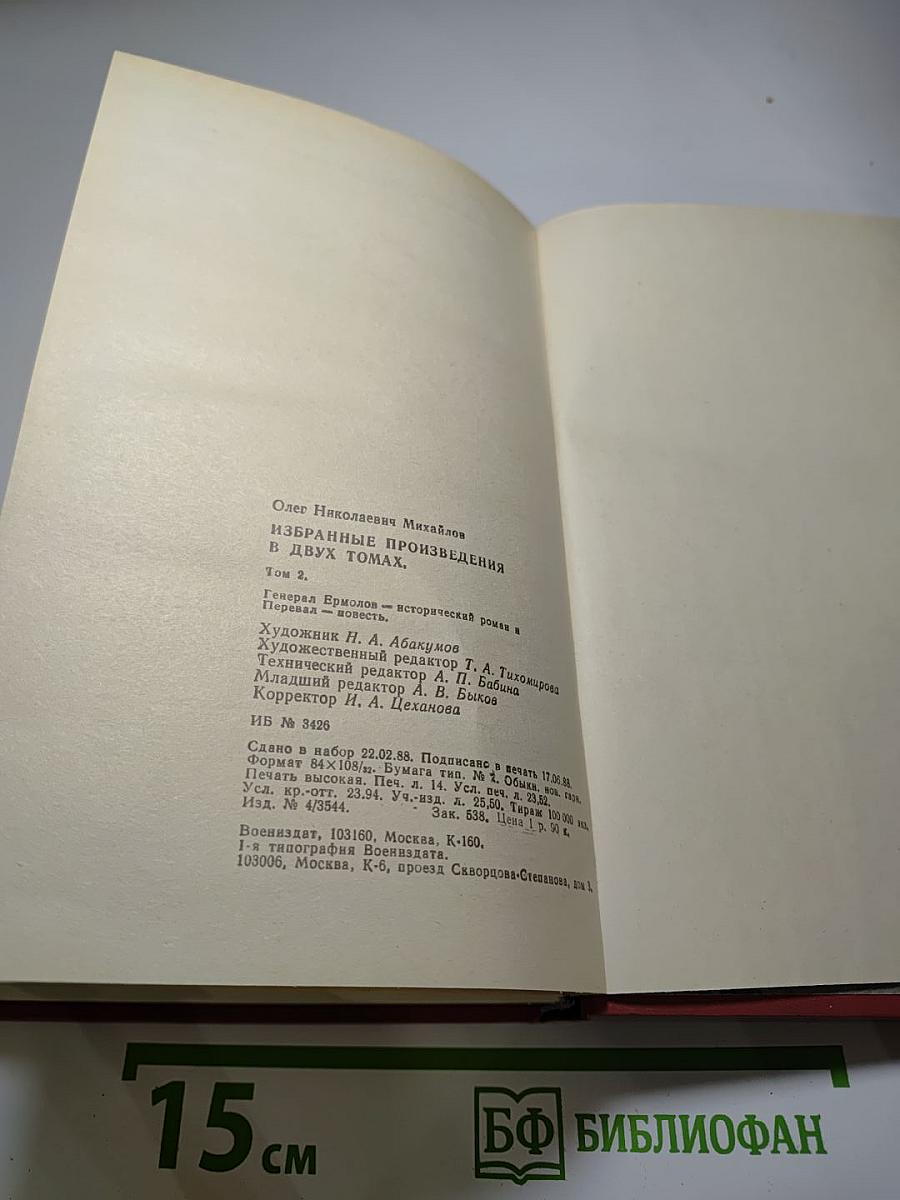 Олег Николаевич Михайлов
ИЗБРАННЫЕ ПРОИЗВЕДЕНИЯ
В ДВУХ ТОМАХ.
Том 2.
Генерал Ермолов — исторический роман и
Перевал — повесть.
Художник Н. А. Абакумов
Художественный редактор Т. А. Тихомирова
Технический редактор А. П. Бабина
Младший редактор А. В. Быков
Корректор И. А. Цеханова
ИБ № 3426
Сдано в набор 22.02.88. Подписано в печать 17.06.88.
Формат 84×108/32. Бумага тип. № 2. Обыкн. нов. гарн.
Печать высокая. Печ. л. 14. Усл. печ. л. 23,52.
Усл. кр.-отт. 23.94. Уч.-изд. л. 25,50. Тираж 100 000 экз.
Изд. № 4/3544. Зак. 538. Цена 1 р. 90 к.
Воениздат, 103160, Москва, К-160.
1-я типография Воениздата.
103006, Москва, К-6, проезд Скворцова-Степанова, дом 3.
15 см
БФ БИБЛИОФАН